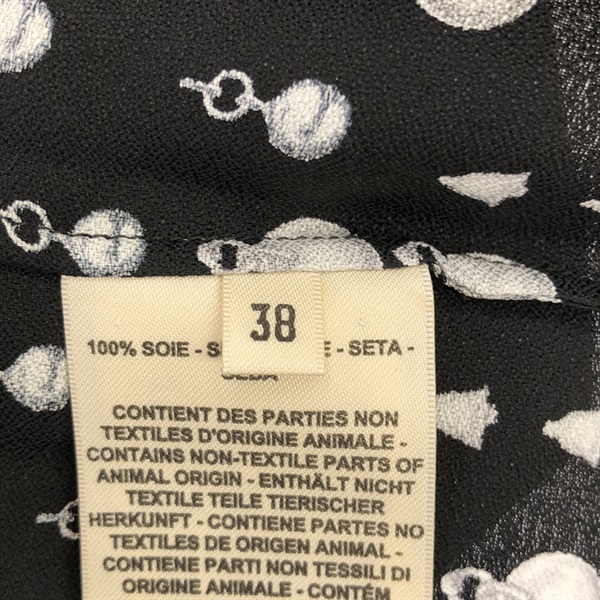 38
100% SOIE - S E - SETA -
CONTIENT DES PARTIES NON
TEXTILES D'ORIGINE ANIMALE -
CONTAINS NON-TEXTILE PARTS OF
ANIMAL ORIGIN - ENTHÄLT NICHT
TEXTILE TEILE TIERISCHER
HERKUNFT - CONTIENE PARTES NO
TEXTILES DE ORIGEN ANIMAL -
CONTIENE PARTI NON TESSILI DI
ORIGINE ANIMALE - CONTÉM